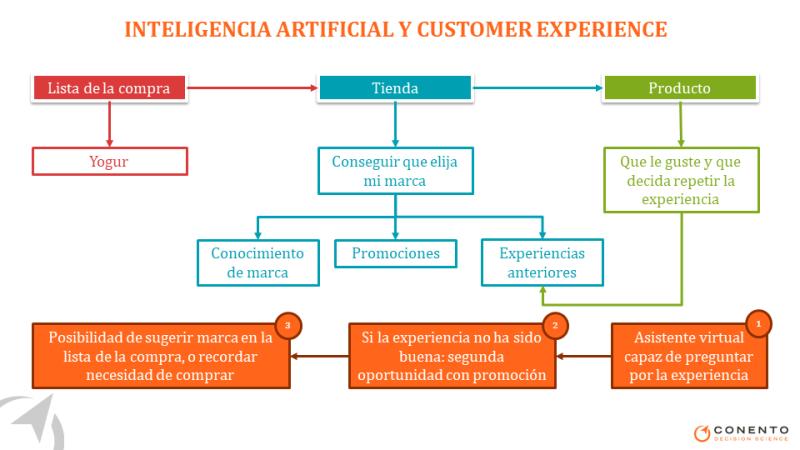 INTELIGENCIA ARTIFICIAL Y CUSTOMER EXPERIENCE
Lista de la compra
Tienda
Producto
Yogur
Conseguir que elija
mi marca
Que le guste y que
decida repetir la
experiencia
Conocimiento
de marca
Promociones
Experiencias
anteriores
3
Posibilidad de sugerir marca en la
lista de la compra, o recordar
necesidad de comprar
2
Si la experiencia no ha sido
buena: segunda
oportunidad con promoción
1
Asistente virtual
capaz de preguntar
por la experiencia
CONENTO
DECISION SCIENCE